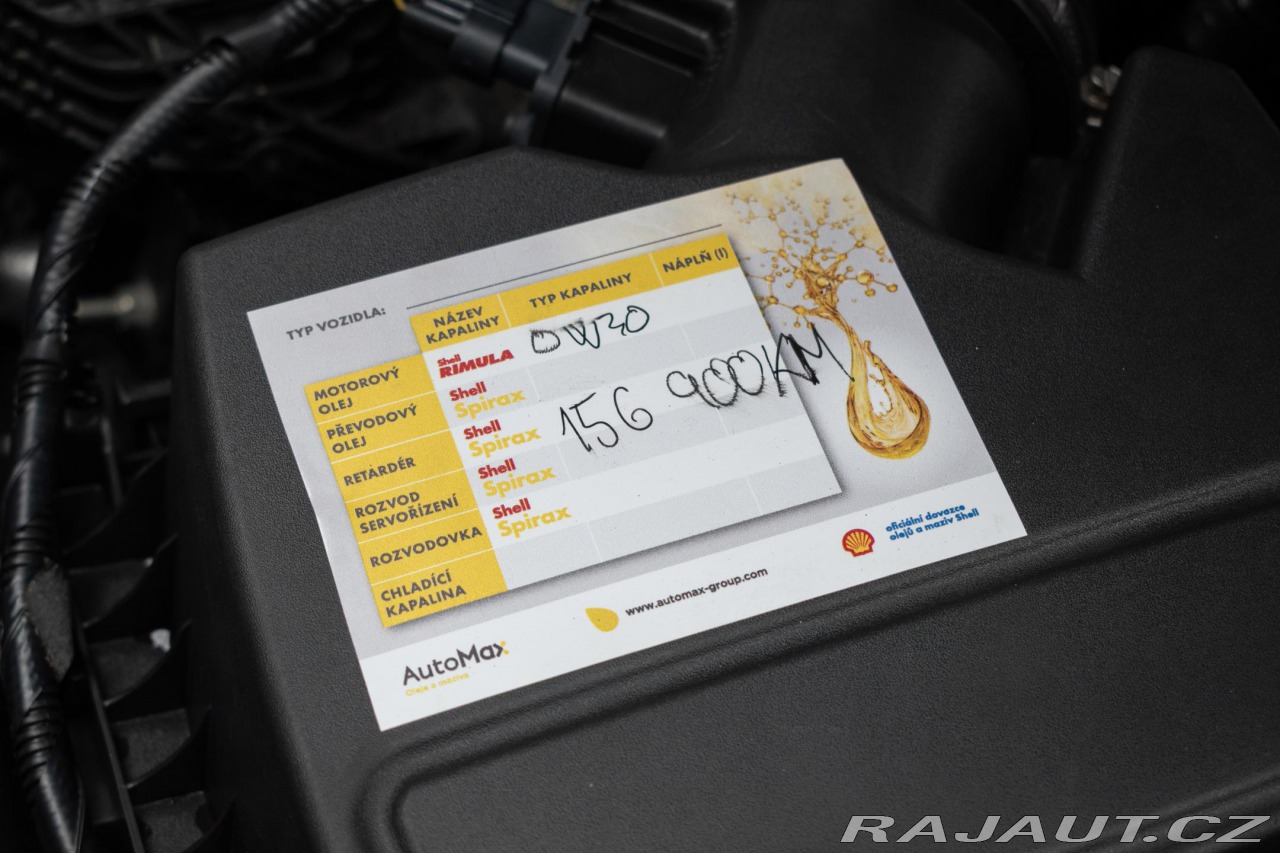 TYP VOZIDLA:
NÁZEV KAPALINY
TYP KAPALINY
NÁPLŇ (l)
MOTOROVÝ OLEJ
Shell RIMULA
0W30
PŘEVODOVÝ OLEJ
Shell Spirax
156 900KM
RETARDÉR
Shell Spirax
ROZVOD SERVOŘÍZENÍ
Shell Spirax
ROZVODOVKA
Shell Spirax
CHLADÍCÍ KAPALINA
AutoMax
Oleje a maziva
www.automax-group.com
oficiální dovozce
olejů a maziv Shell
RAJAUT.CZ